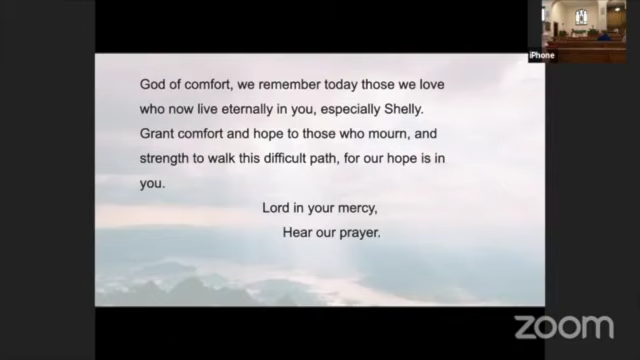 iPhone
God of comfort, we remember today those we love
who now live eternally in you, especially Shelly.
Grant comfort and hope to those who mourn, and
strength to walk this difficult path, for our hope is in
you.
Lord in your mercy,
Hear our prayer.
zoom